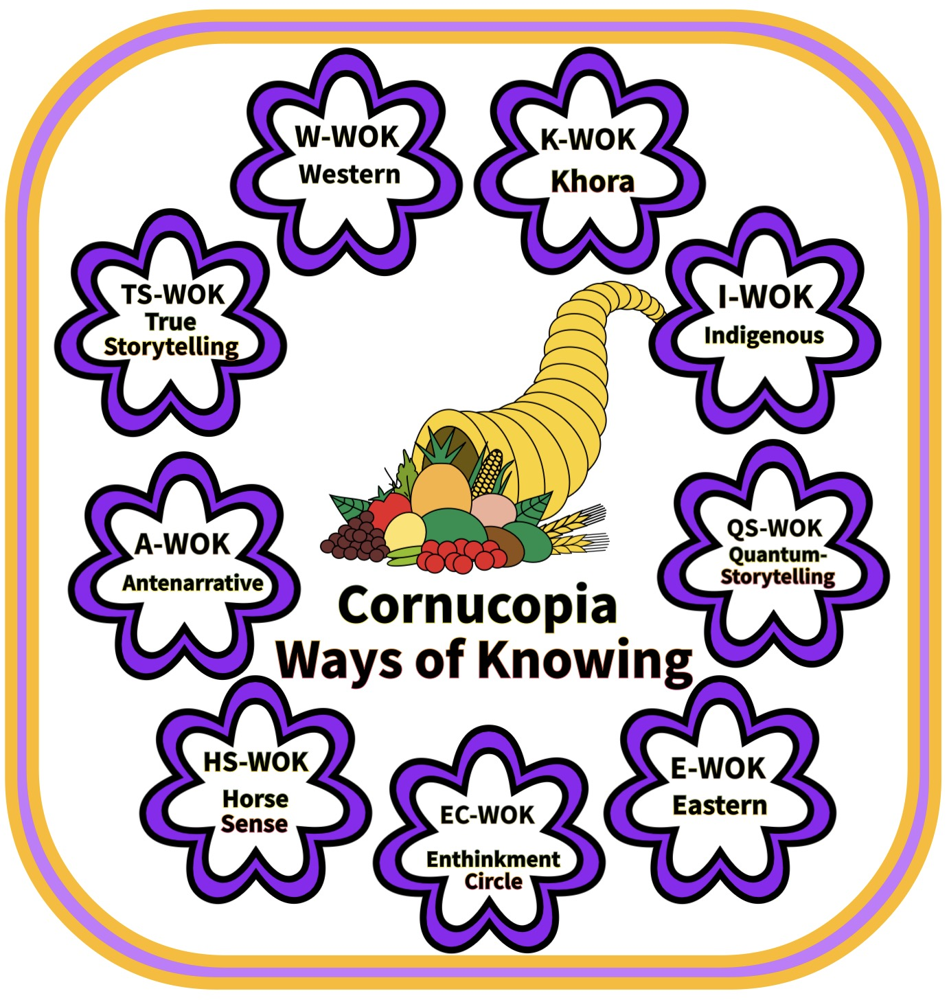 W-WOK
Western
K-WOK
Khora
TS-WOK
True
Storytelling
I-WOK
Indigenous
A-WOK
Antenarrative
QS-WOK
Quantum-
Storytelling
Cornucopia
Ways of Knowing
HS-WOK
Horse
Sense
EC-WOK
Enthinkment
Circle
E-WOK
Eastern